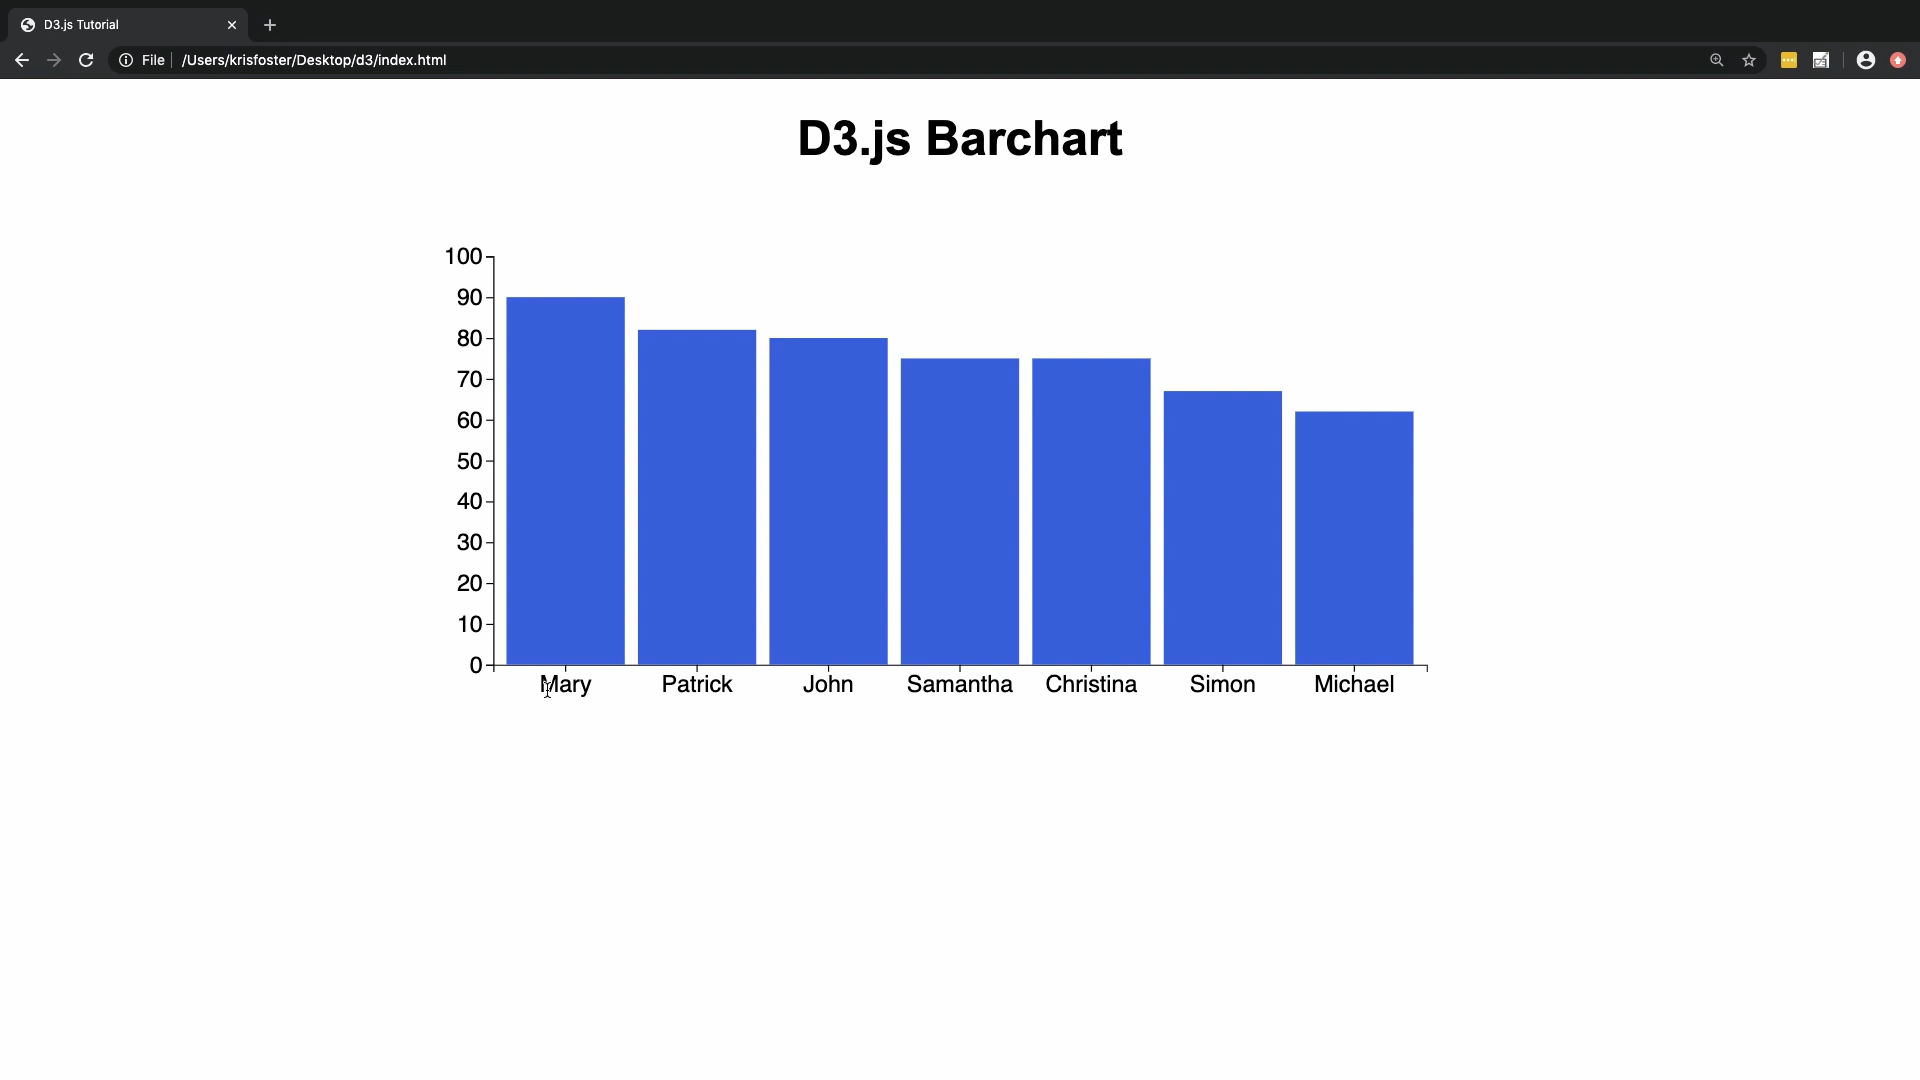 D3.js Tutorial
File /Users/krisfoster/Desktop/d3/index.html
D3.js Barchart
100
90
80
70
60
50
40
30
20
10
0
Mary Patrick John Samantha Christina Simon Michael